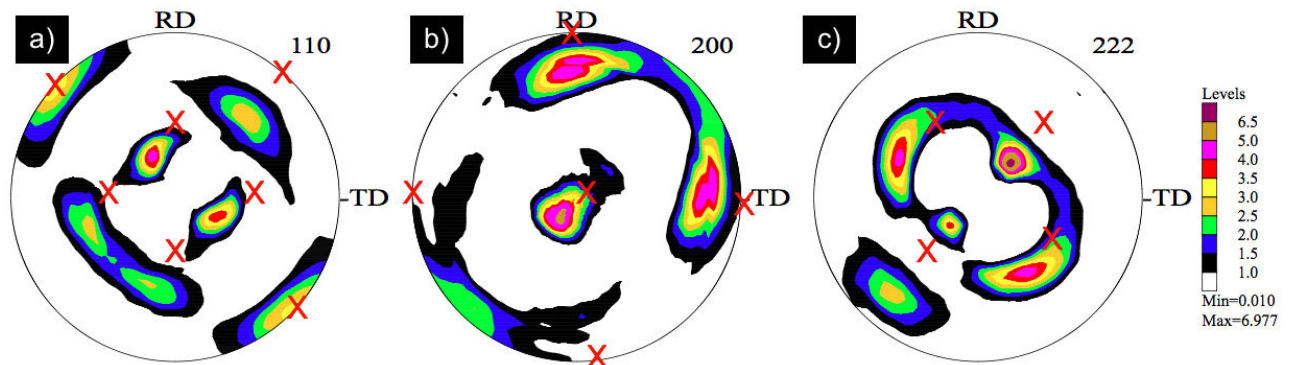 a)
RD
110
-TD
b)
RD
200
TD
c)
RD
222
-TD
Levels
6.5
5.0
4.0
3.5
3.0
2.5
2.0
1.5
1.0
Min=0.010
Max=6.977